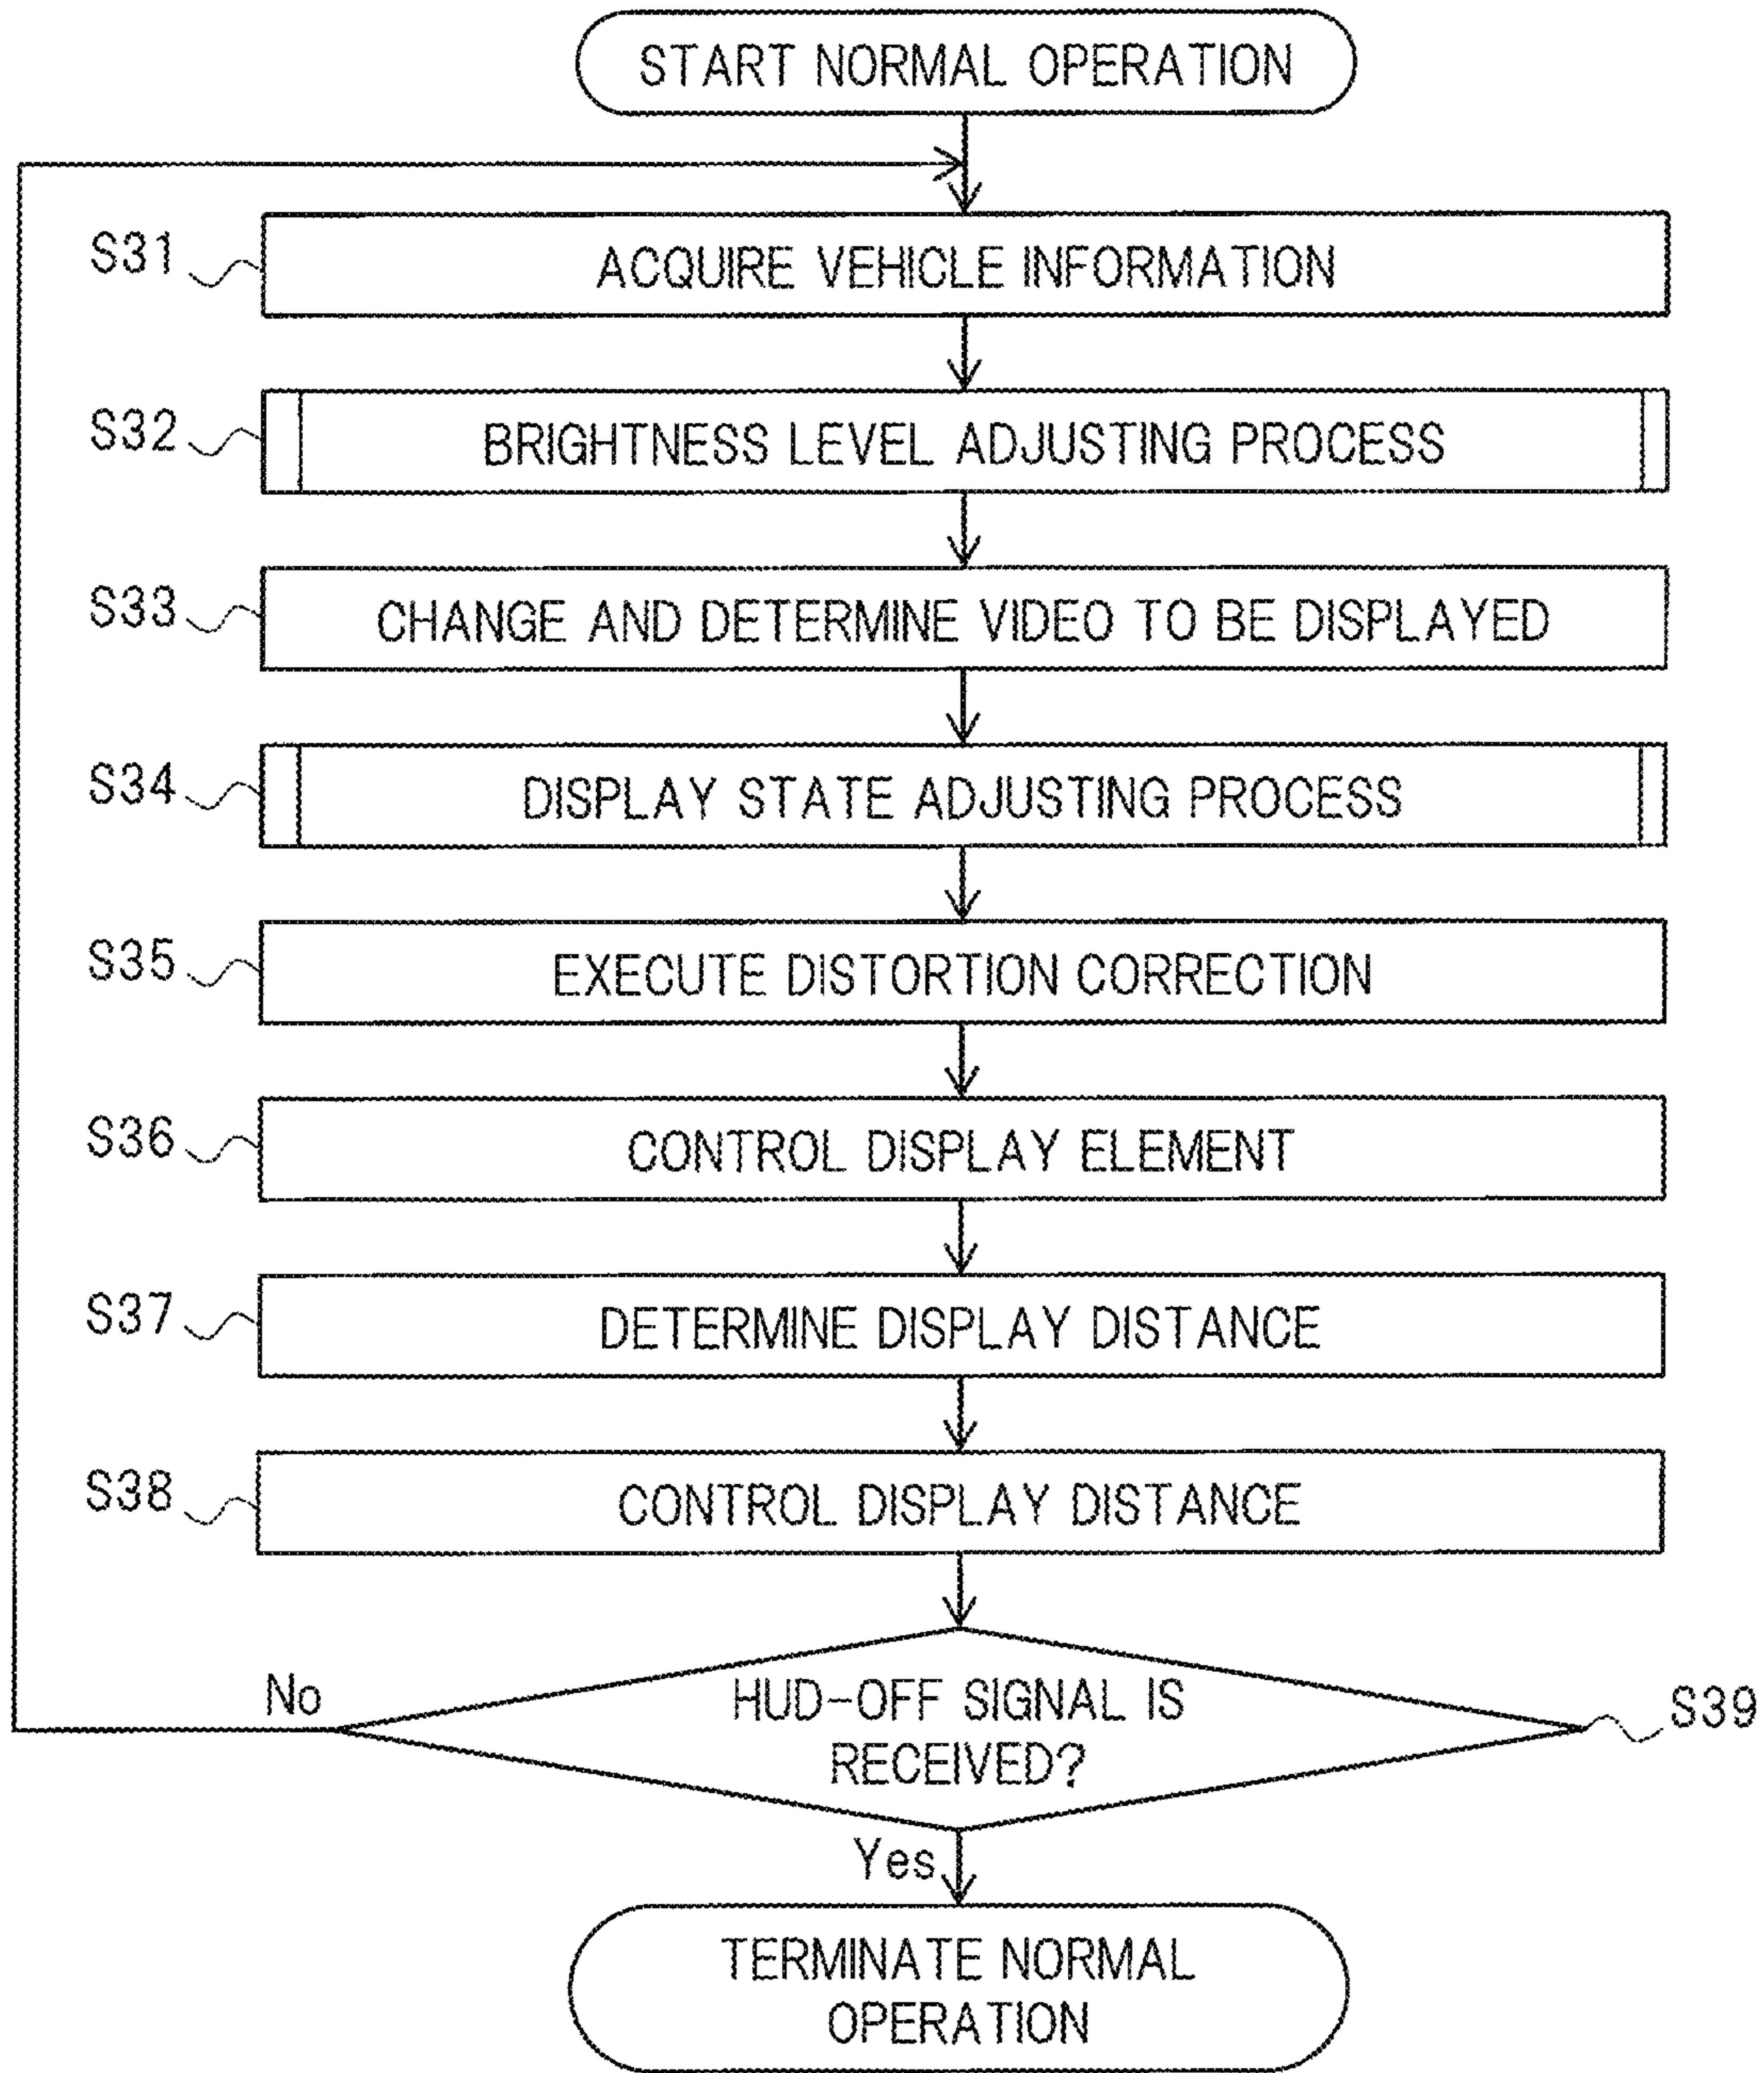 START NORMAL OPERATION
S31
ACQUIRE VEHICLE INFORMATION
S32
BRIGHTNESS LEVEL ADJUSTING PROCESS
S33
CHANGE AND DETERMINE VIDEO TO BE DISPLAYED
S34
DISPLAY STATE ADJUSTING PROCESS
S35
EXECUTE DISTORTION CORRECTION
S36
CONTROL DISPLAY ELEMENT
S37
DETERMINE DISPLAY DISTANCE
S38
CONTROL DISPLAY DISTANCE
No
HUD-OFF SIGNAL IS
RECEIVED?
S39
Yes
TERMINATE NORMAL
OPERATION